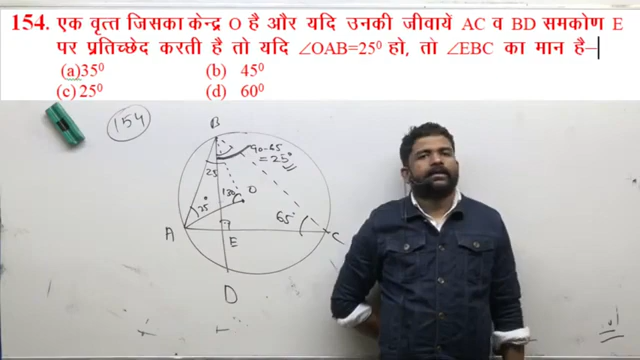 154. एक वृत्त जिसका केन्द्र O है और यदि उनकी जीवायें AC व BD समकोण E
पर प्रतिच्छेद करती है तो यदि ∠OAB=25⁰ हो, तो ∠EBC का मान है–
(a)35⁰ (b) 45⁰
(c) 25⁰ (d) 60⁰
154
B
90-65
=25°
25
130
O
25°
65°
A
E
C
D